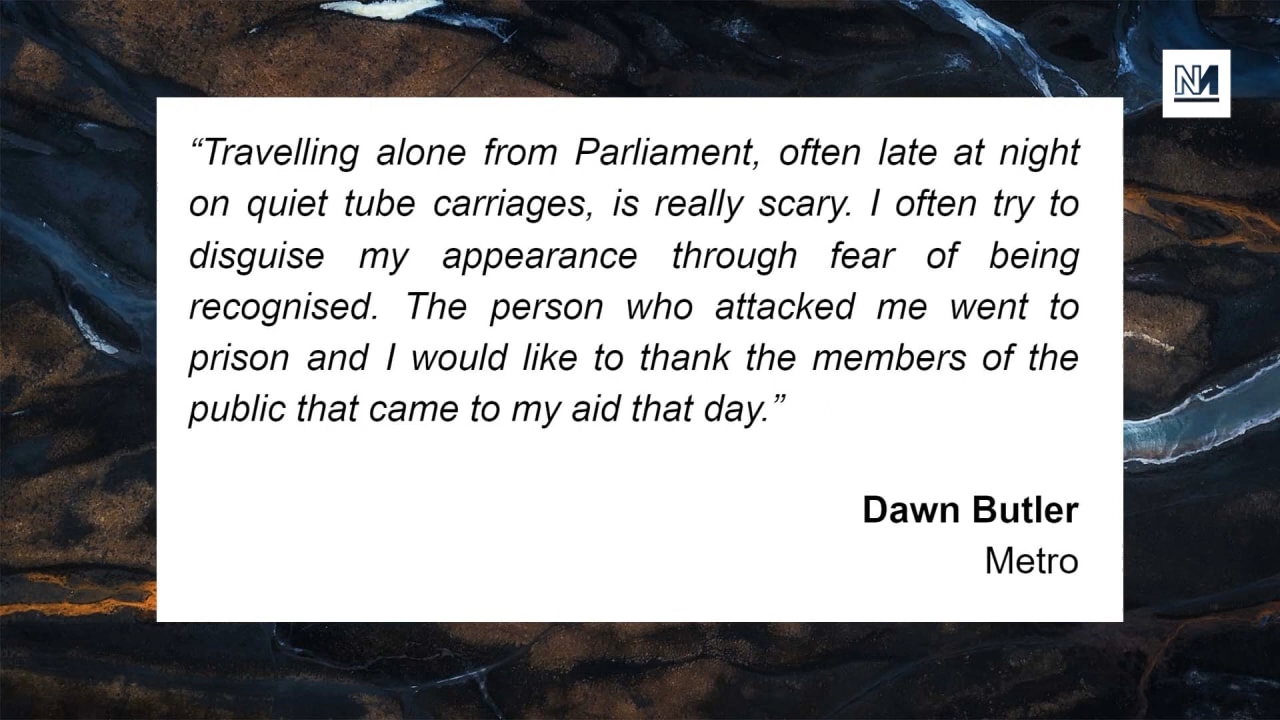 “Travelling alone from Parliament, often late at night
on quiet tube carriages, is really scary. I often try to
disguise my appearance through fear of being
recognised. The person who attacked me went to
prison and I would like to thank the members of the
public that came to my aid that day.”
Dawn Butler
Metro
NM